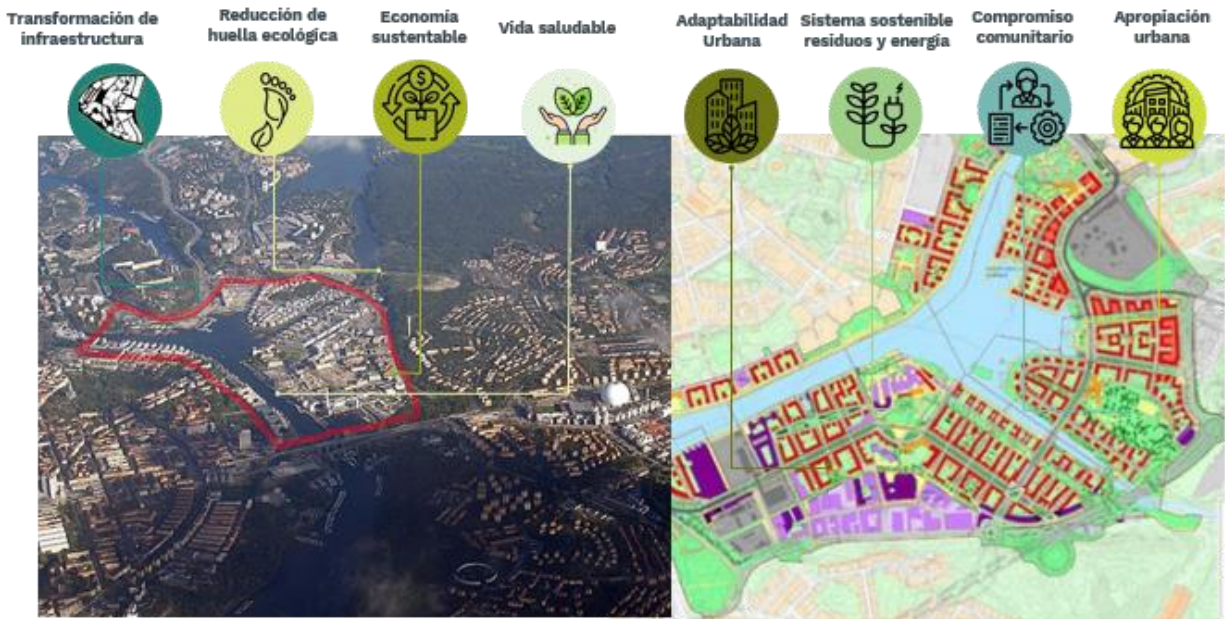 Transformación de
infraestructura
Reducción de
huella ecológica
Economía
sustentable
Vida saludable
Adaptabilidad
Urbana
Sistema sostenible
residuos y energía
Compromiso
comunitario
Apropiación
urbana